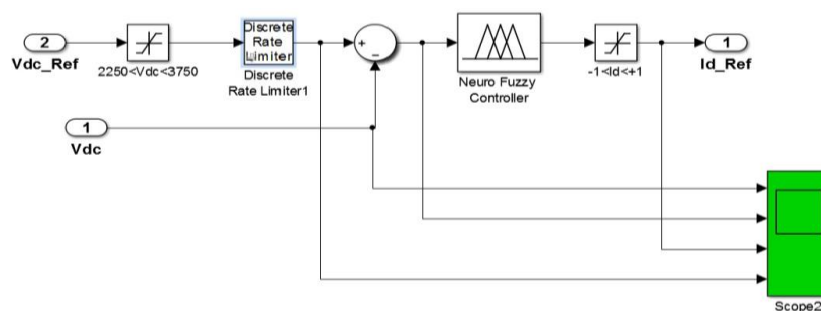 2
Vdc_Ref
2250<Vdc<3750
Discrete
Rate
Limiter
Discrete
Rate Limiter1
+
−
Neuro Fuzzy
Controller
-1<Id<+1
1
Id_Ref
1
Vdc
Scope2